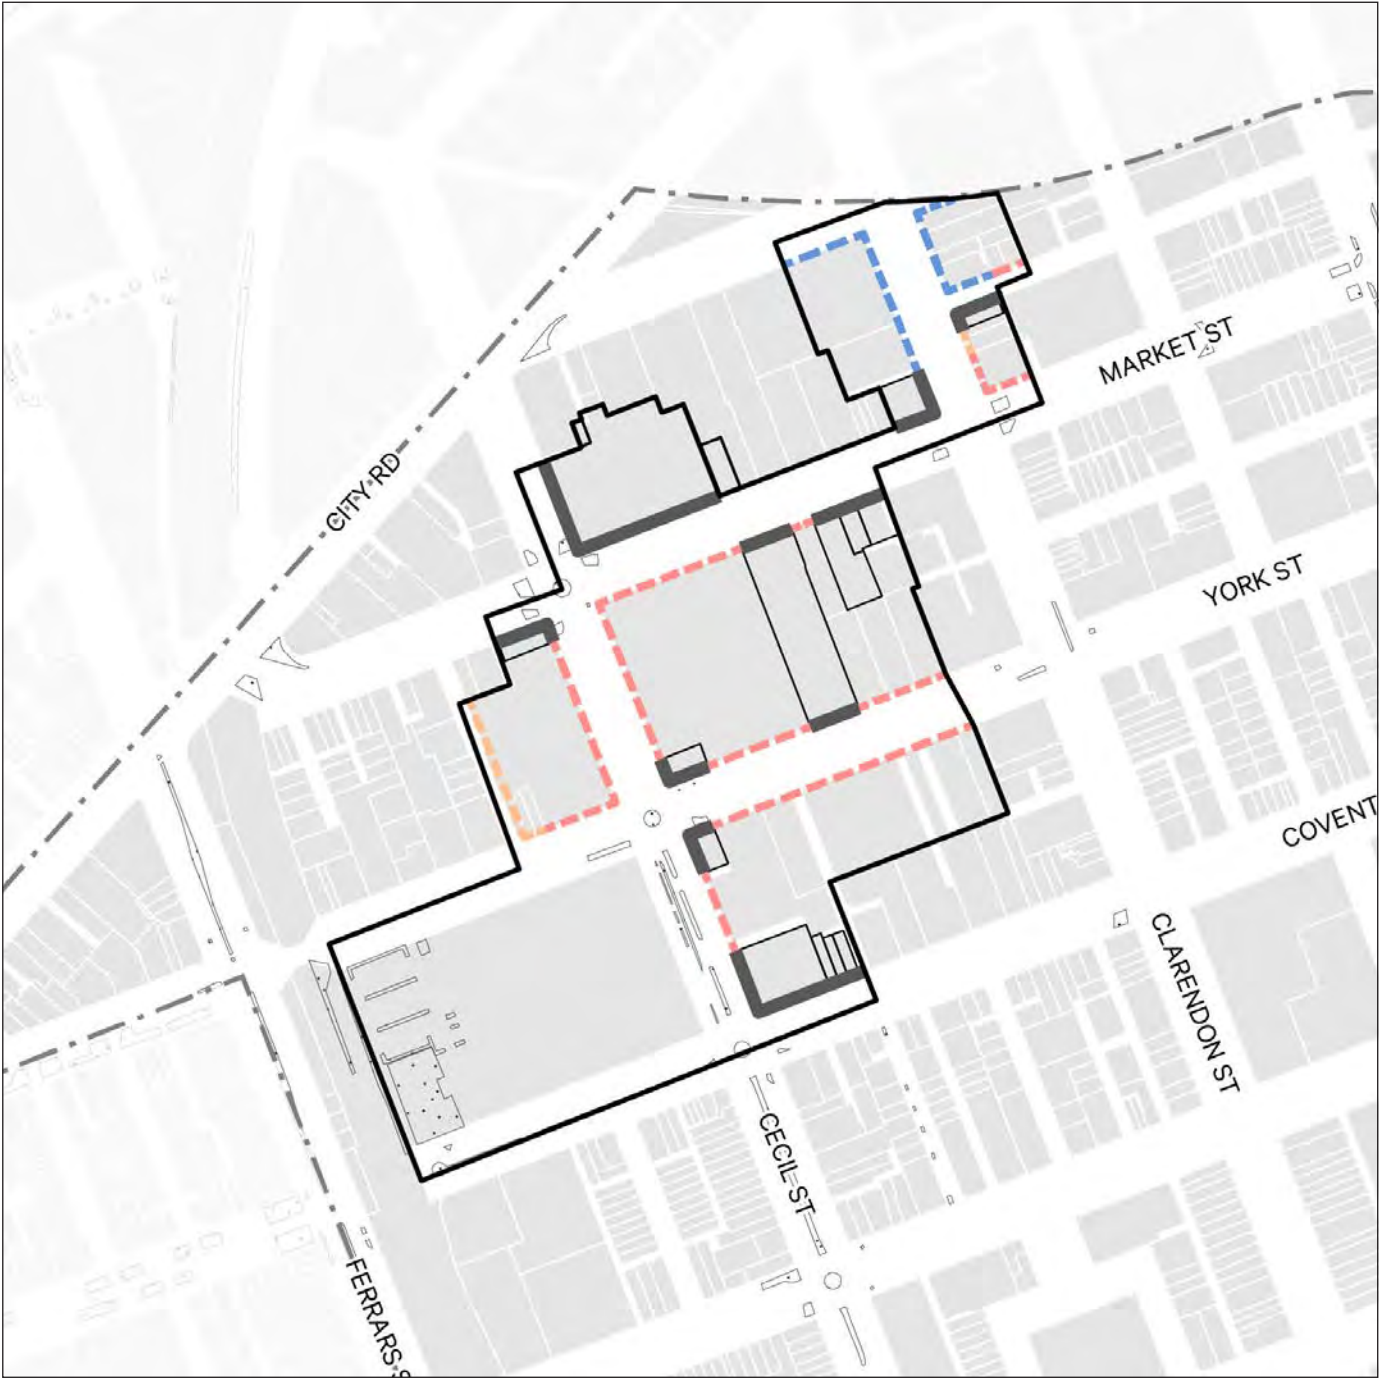 MARKET ST
CITY RD
YORK ST
COVENT
CLARENDON ST
CECIL ST
FERRARS S